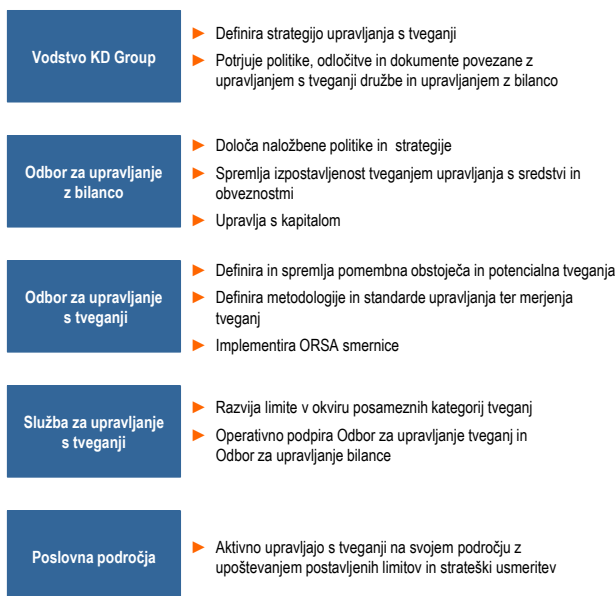 Vodstvo KD Group
Definira strategijo upravljanja s tveganji
Potrjuje politike, odločitve in dokumente povezane z
upravljanjem s tveganji družbe in upravljanjem z bilanco
Odbor za upravljanje
z bilanco
Določa naložbene politike in strategije
Spremlja izpostavljenost tveganjem upravljanja s sredstvi in
obveznostmi
Upravlja s kapitalom
Odbor za upravljanje
s tveganji
Definira in spremlja pomembna obstoječa in potencialna tveganja
Definira metodologije in standarde upravljanja ter merjenja
tveganj
Implementira ORSA smernice
Služba za upravljanje
s tveganji
Razvija limite v okviru posameznih kategorij tveganj
Operativno podpira Odbor za upravljanje tveganj in
Odbor za upravljanje bilance
Poslovna področja
Aktivno upravljajo s tveganji na svojem področju z
upoštevanjem postavljenih limitov in strateški usmeritev